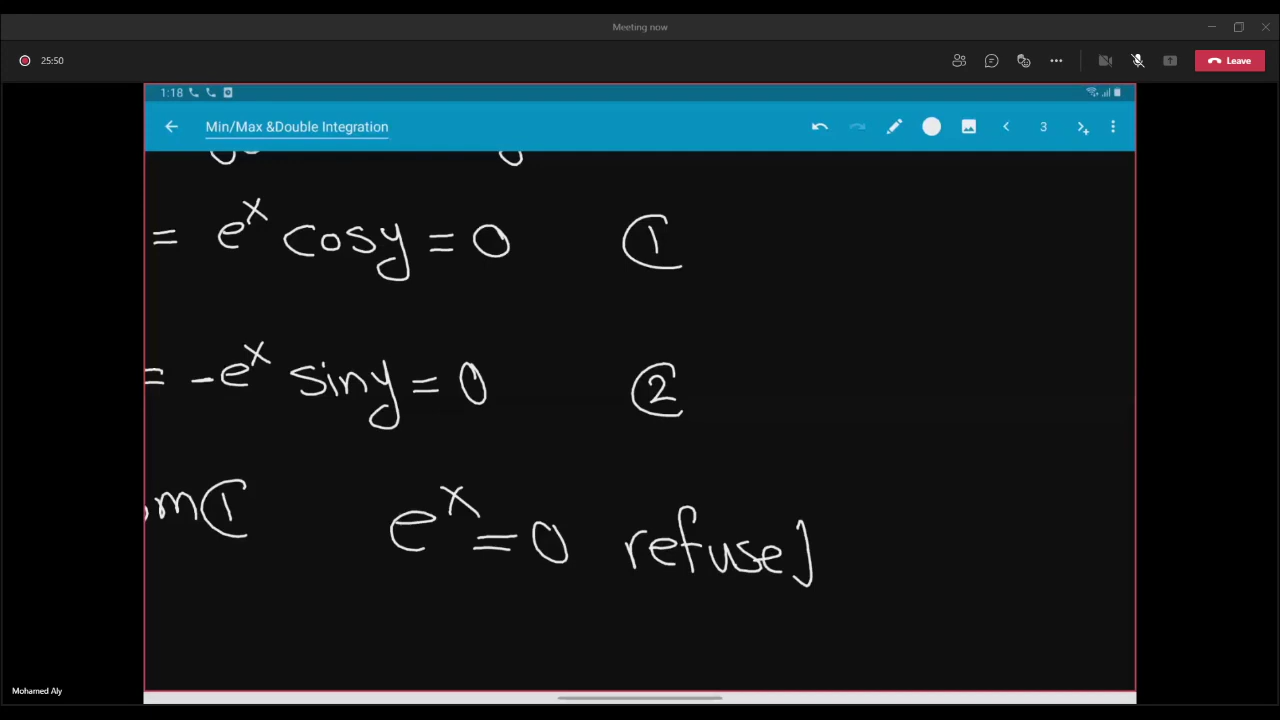 Meeting now
25:50
Leave
1:18
Min/Max &Double Integration
3
= e^x cosy = 0 ①
= -e^x siny = 0 ②
om ① e^x = 0 refuse
Mohamed Aly